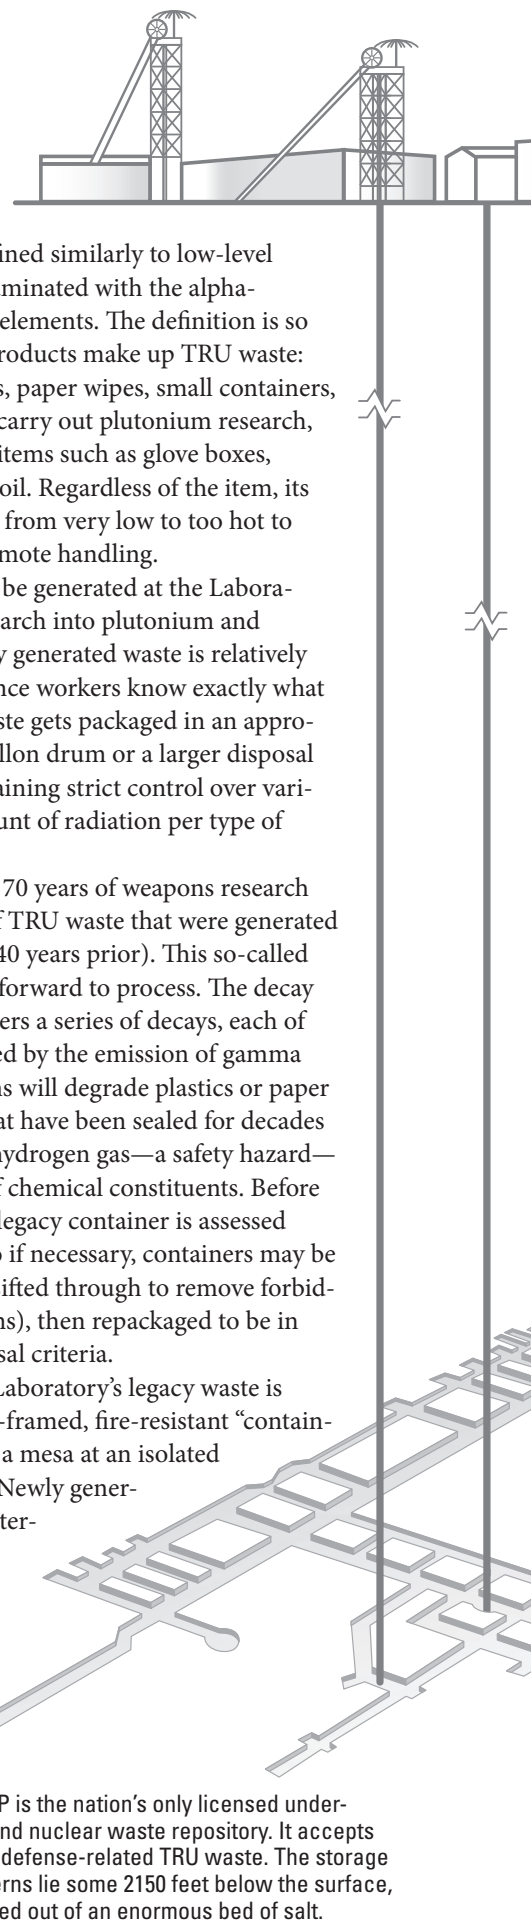 ined similarly to low-level
minated with the alpha-
elements. The definition is so
roducts make up TRU waste:
s, paper wipes, small containers,
carry out plutonium research,
items such as glove boxes,
oil. Regardless of the item, its
from very low to too hot to
mote handling.
be generated at the Labora-
arch into plutonium and
y generated waste is relatively
nce workers know exactly what
ste gets packaged in an appro-
llon drum or a larger disposal
aining strict control over vari-
unt of radiation per type of
70 years of weapons research
f TRU waste that were generated
40 years prior). This so-called
forward to process. The decay
ers a series of decays, each of
ed by the emission of gamma
ns will degrade plastics or paper
at have been sealed for decades
hydrogen gas—a safety hazard—
f chemical constituents. Before
legacy container is assessed
o if necessary, containers may be
sifted through to remove forbid-
ns), then repackaged to be in
sal criteria.
Laboratory’s legacy waste is
-framed, fire-resistant “contain-
a mesa at an isolated
Newly gener-
ter-
P is the nation’s only licensed under-
nd nuclear waste repository. It accepts
defense-related TRU waste. The storage
erns lie some 2150 feet below the surface,
ed out of an enormous bed of salt.